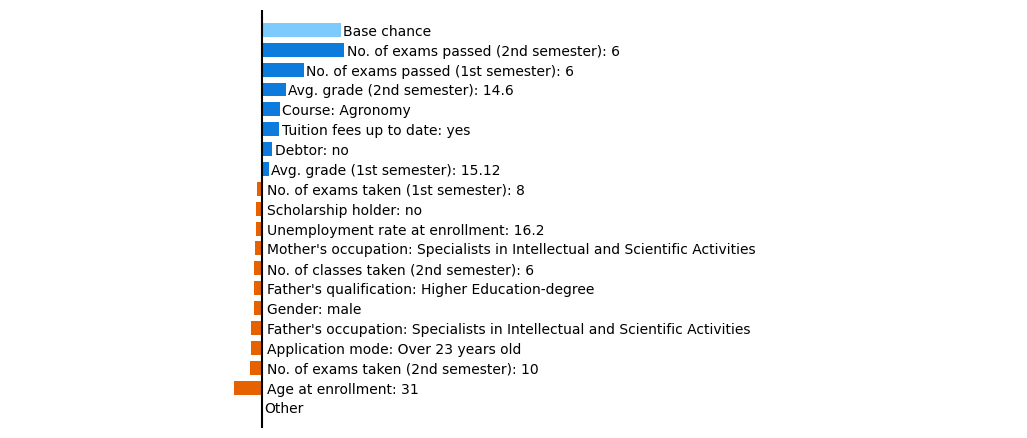 Base chance
No. of exams passed (2nd semester): 6
No. of exams passed (1st semester): 6
Avg. grade (2nd semester): 14.6
Course: Agronomy
Tuition fees up to date: yes
Debtor: no
Avg. grade (1st semester): 15.12
No. of exams taken (1st semester): 8
Scholarship holder: no
Unemployment rate at enrollment: 16.2
Mother's occupation: Specialists in Intellectual and Scientific Activities
No. of classes taken (2nd semester): 6
Father's qualification: Higher Education-degree
Gender: male
Father's occupation: Specialists in Intellectual and Scientific Activities
Application mode: Over 23 years old
No. of exams taken (2nd semester): 10
Age at enrollment: 31
Other